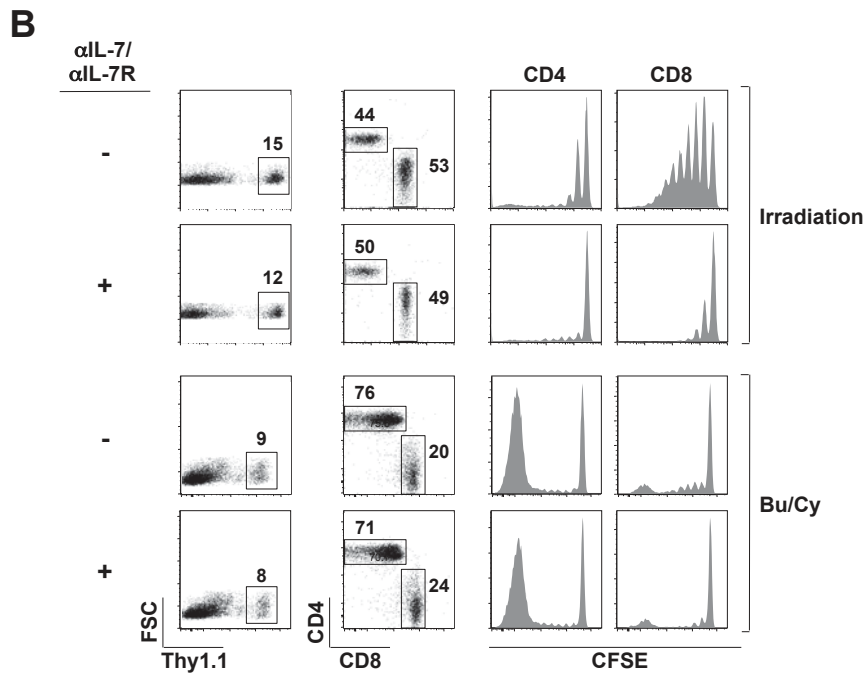 B
αIL-7/
αIL-7R
CD4
CD8
-
15
44
53
Irradiation
+
12
50
49
-
9
76
20
Bu/Cy
+
8
71
24
FSC
Thy1.1
CD4
CD8
CFSE